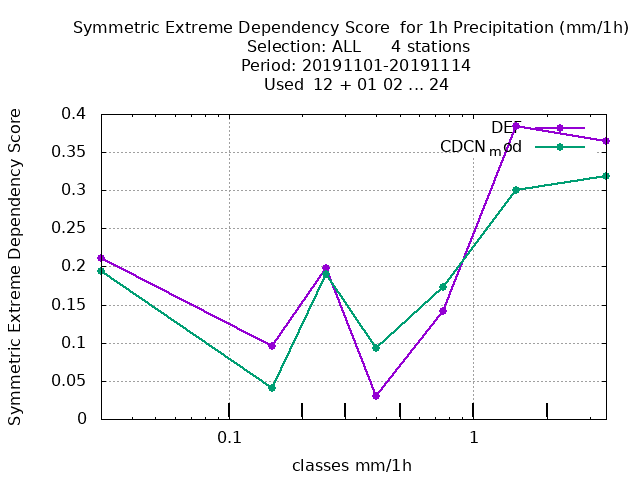 Symmetric Extreme Dependency Score  for 1h Precipitation (mm/1h)
Selection: ALL      4 stations
Period: 20191101-20191114
Used  12 + 01 02 ... 24
Symmetric Extreme Dependency Score
0.4
0.35
0.3
0.25
0.2
0.15
0.1
0.05
0
DEF
CDCN_mod
0.1
1
classes mm/1h